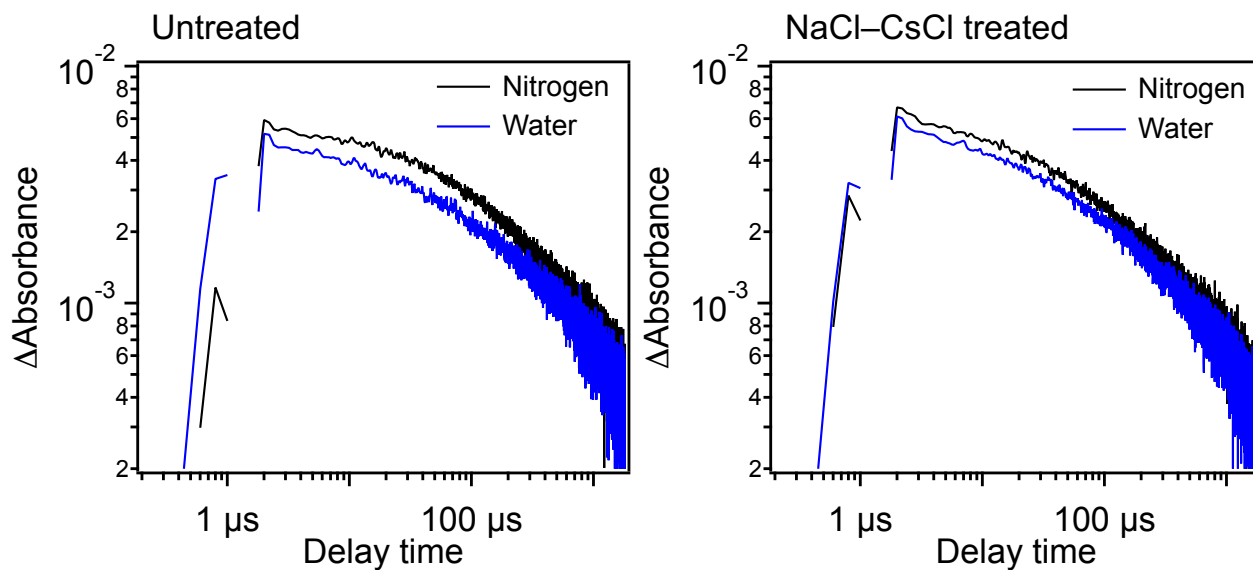 Untreated
10-2
8
6
4
2
10-3
8
6
4
2
ΔAbsorbance
Nitrogen
Water
1 µs
100 µs
Delay time
NaCl–CsCl treated
10-2
8
6
4
2
10-3
8
6
4
2
ΔAbsorbance
Nitrogen
Water
1 µs
100 µs
Delay time